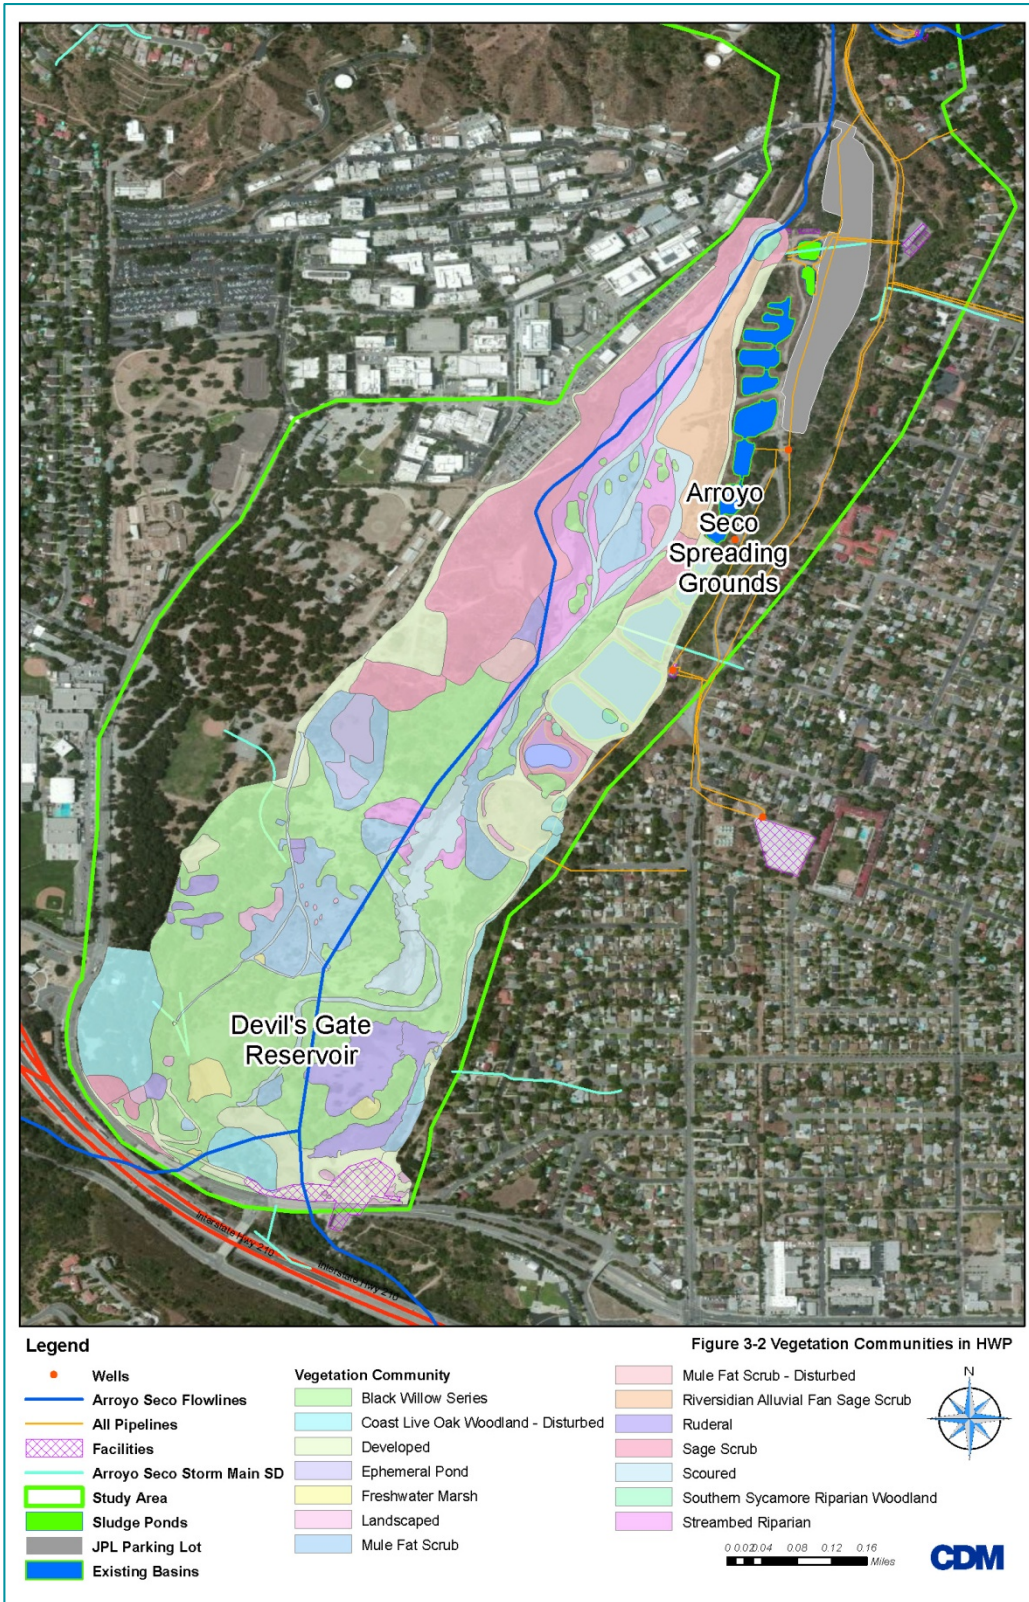 Arroyo
Seco
Spreading
Grounds
Devil's Gate
Reservoir
Interstate Hwy 210
Interstate Hwy 210
Legend
Figure 3-2 Vegetation Communities in HWP
Wells
Arroyo Seco Flowlines
All Pipelines
Facilities
Arroyo Seco Storm Main SD
Study Area
Sludge Ponds
JPL Parking Lot
Existing Basins
Vegetation Community
Black Willow Series
Coast Live Oak Woodland - Disturbed
Developed
Ephemeral Pond
Freshwater Marsh
Landscaped
Mule Fat Scrub
Mule Fat Scrub - Disturbed
Riversidian Alluvial Fan Sage Scrub
Ruderal
Sage Scrub
Scoured
Southern Sycamore Riparian Woodland
Streambed Riparian
N
0 0.020.04 0.08 0.12 0.16
Miles
CDM